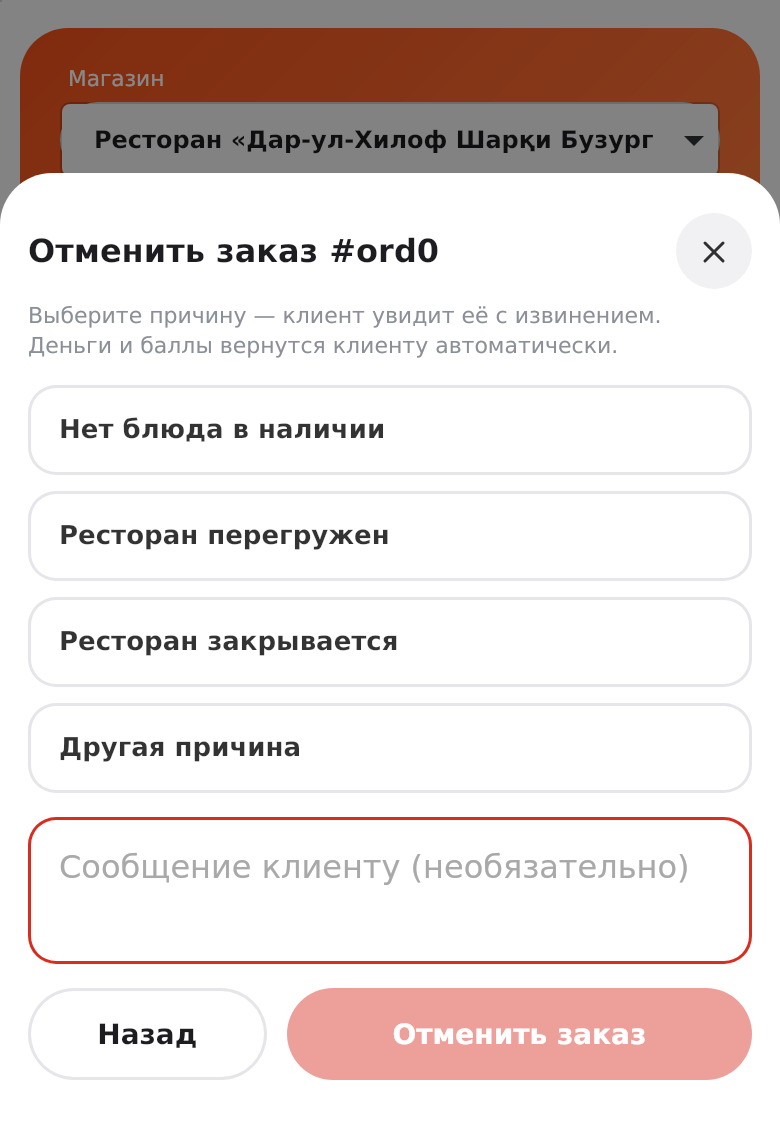 Магазин
Ресторан «Дар-ул-Хилоф Шарқи Бузург
Отменить заказ #ord0
Выберите причину — клиент увидит её с извинением.
Деньги и баллы вернутся клиенту автоматически.
Нет блюда в наличии
Ресторан перегружен
Ресторан закрывается
Другая причина
Сообщение клиенту (необязательно)
Назад
Отменить заказ